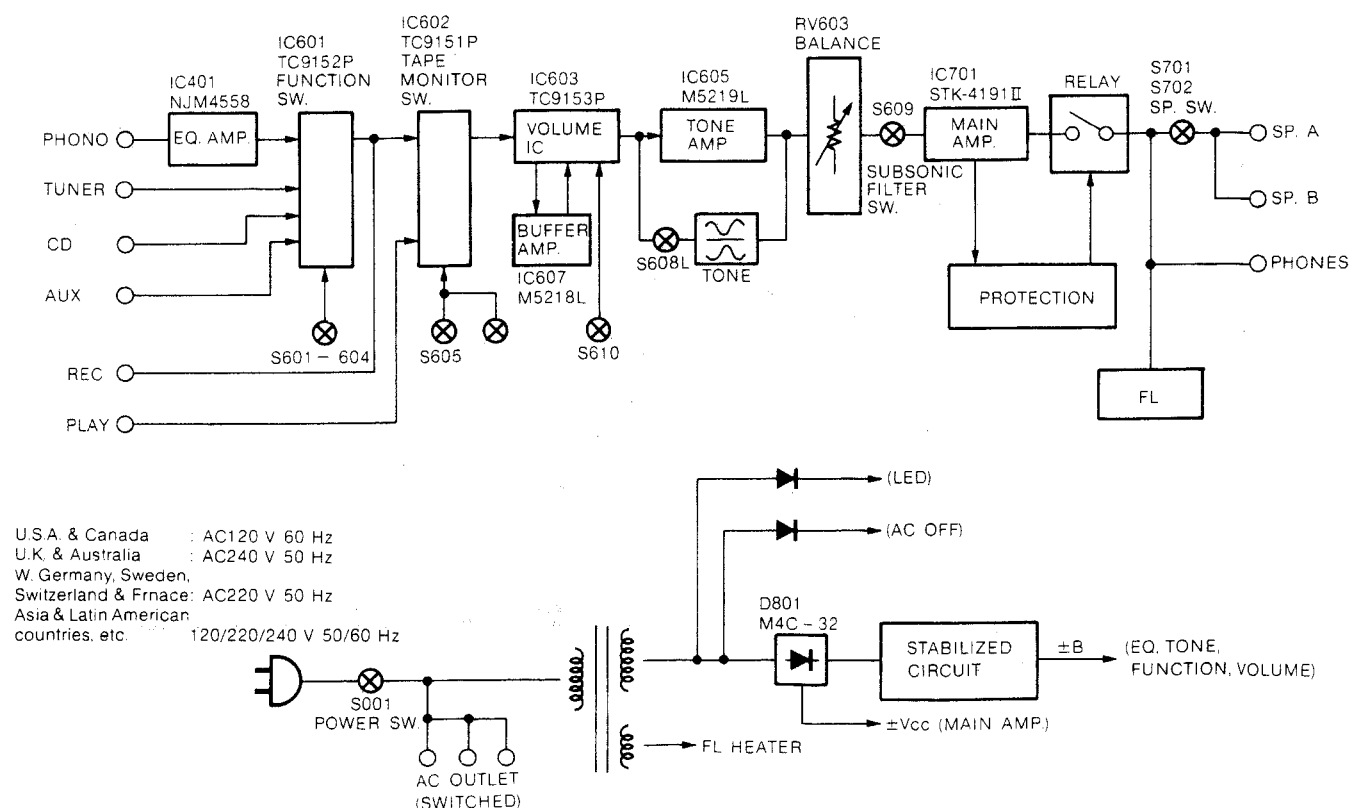 IC601
TC9152P
FUNCTION
SW.
IC602
TC9151P
TAPE
MONITOR
SW.
RV603
BALANCE
IC401
NJM4558
IC603
TC9153P
IC605
M5219L
IC701
STK-4191II
RELAY
S701
S702
SP. SW.
S609
PHONO
EQ. AMP.
VOLUME
IC
TONE
AMP
MAIN
AMP.
SP. A
SUBSONIC
FILTER
SW.
TUNER
SP. B
CD
BUFFER
AMP.
S608L
TONE
PHONES
IC607
M5218L
AUX
PROTECTION
S601 - 604
S605
S610
REC
FL
PLAY
(LED)
(AC OFF)
U.S.A. & Canada : AC120 V 60 Hz
U.K. & Australia : AC240 V 50 Hz
W. Germany, Sweden,
Switzerland & Frnace: AC220 V 50 Hz
Asia & Latin American
countries, etc. 120/220/240 V 50/60 Hz
D801
M4C - 32
STABILIZED
CIRCUIT
±B
(EQ, TONE,
FUNCTION, VOLUME)
S001
POWER SW.
±Vcc (MAIN AMP.)
FL HEATER
AC OUTLET
(SWITCHED)